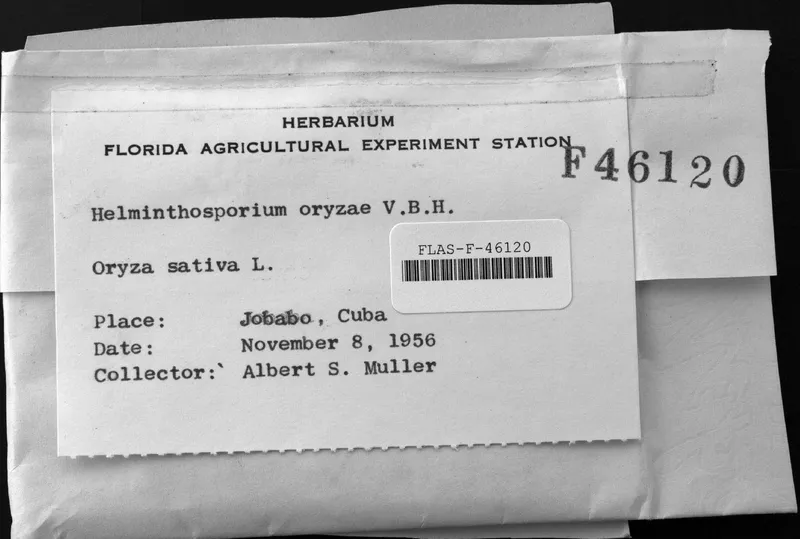 HERBARIUM
FLORIDA AGRICULTURAL EXPERIMENT STATION
F46120
Helminthosporium oryzae V.B.H.
FLAS-F-46120
Oryza sativa L.
Place: Jobabo, Cuba
Date: November 8, 1956
Collector:` Albert S. Muller